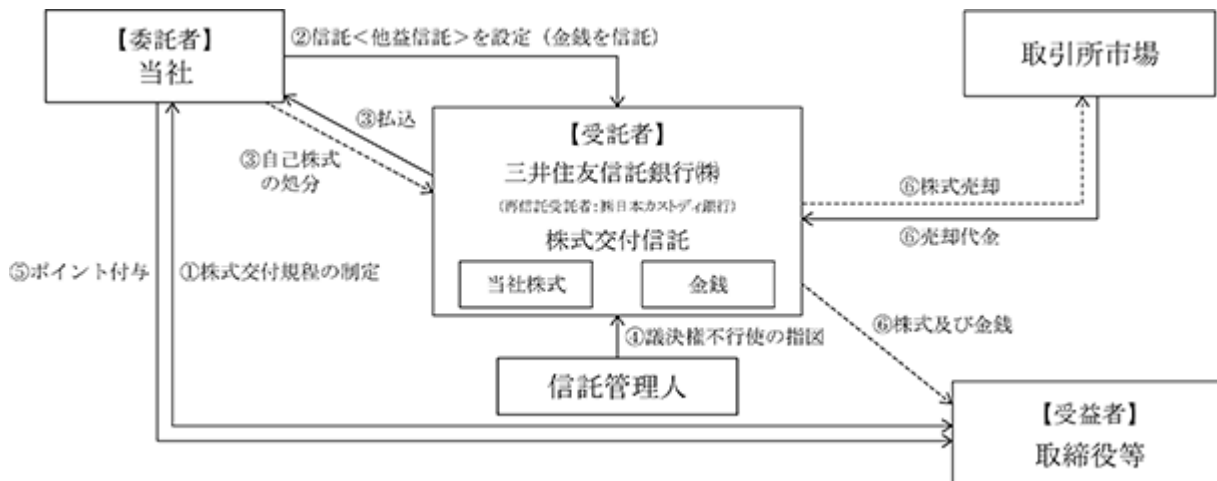 【委託者】
当社
②信託<他益信託>を設定（金銭を信託）
取引所市場
③払込
③自己株式
の処分
【受託者】
三井住友信託銀行㈱
(再信託受託者：㈱日本カストディ銀行)
株式交付信託
当社株式
金銭
⑥株式売却
⑥売却代金
⑤ポイント付与
①株式交付規程の制定
④議決権不行使の指図
⑥株式及び金銭
信託管理人
【受益者】
取締役等